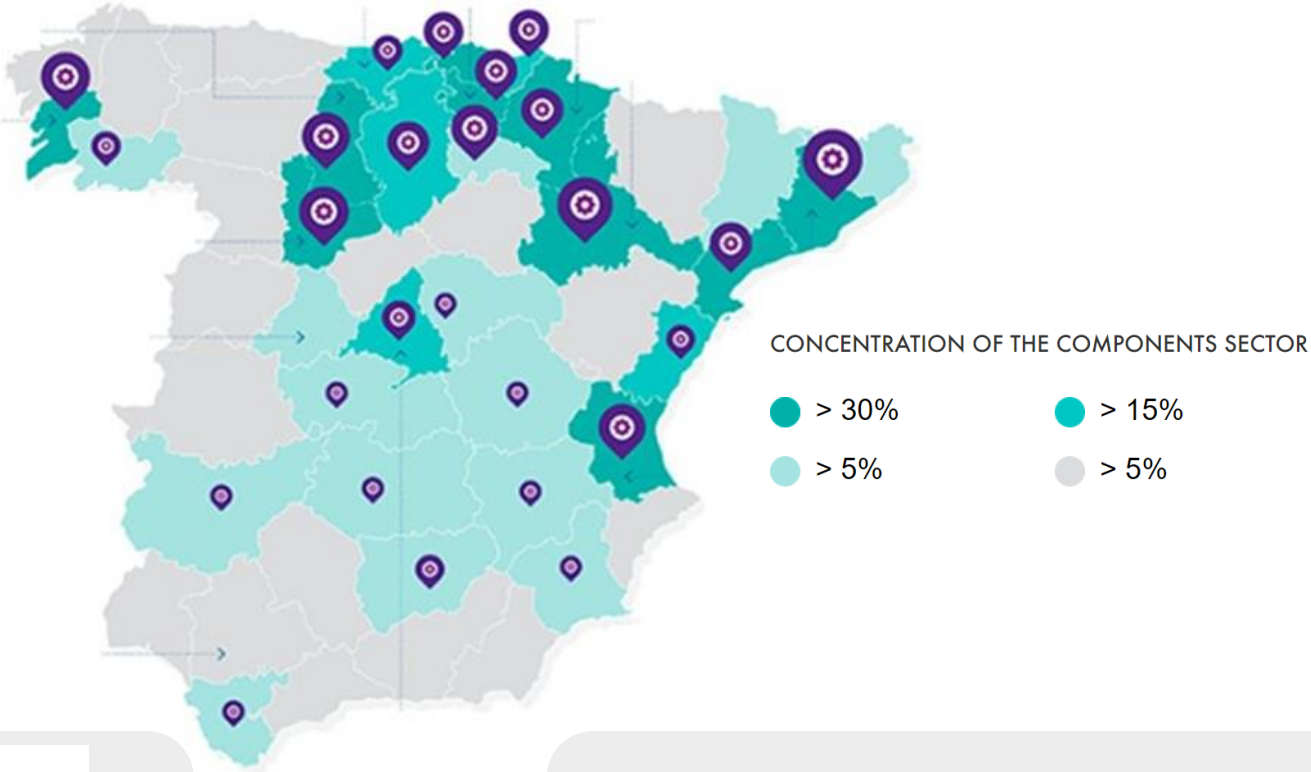 CONCENTRATION OF THE COMPONENTS SECTOR
> 30% > 15%
> 5% > 5%